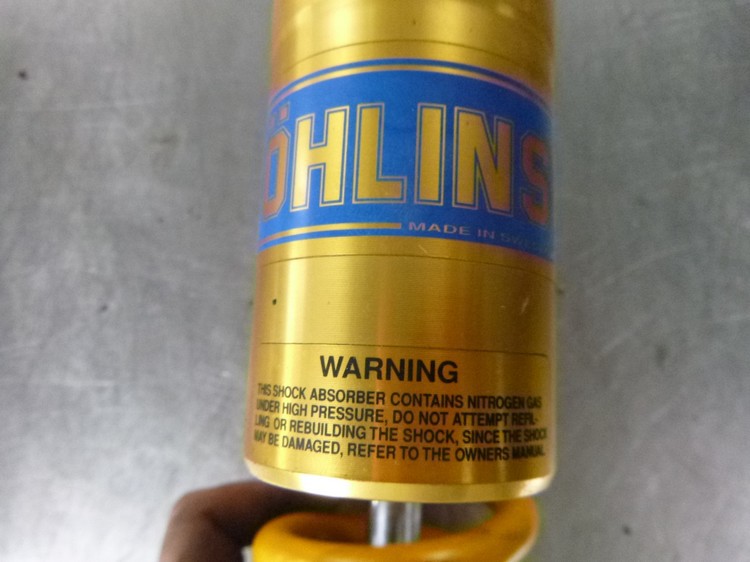 ÖHLINS
MADE IN SWE
WARNING
THIS SHOCK ABSORBER CONTAINS NITROGEN GAS
UNDER HIGH PRESSURE, DO NOT ATTEMPT REFIL-
LING OR REBUILDING THE SHOCK, SINCE THE SHOCK
MAY BE DAMAGED, REFER TO THE OWNERS MANUAL